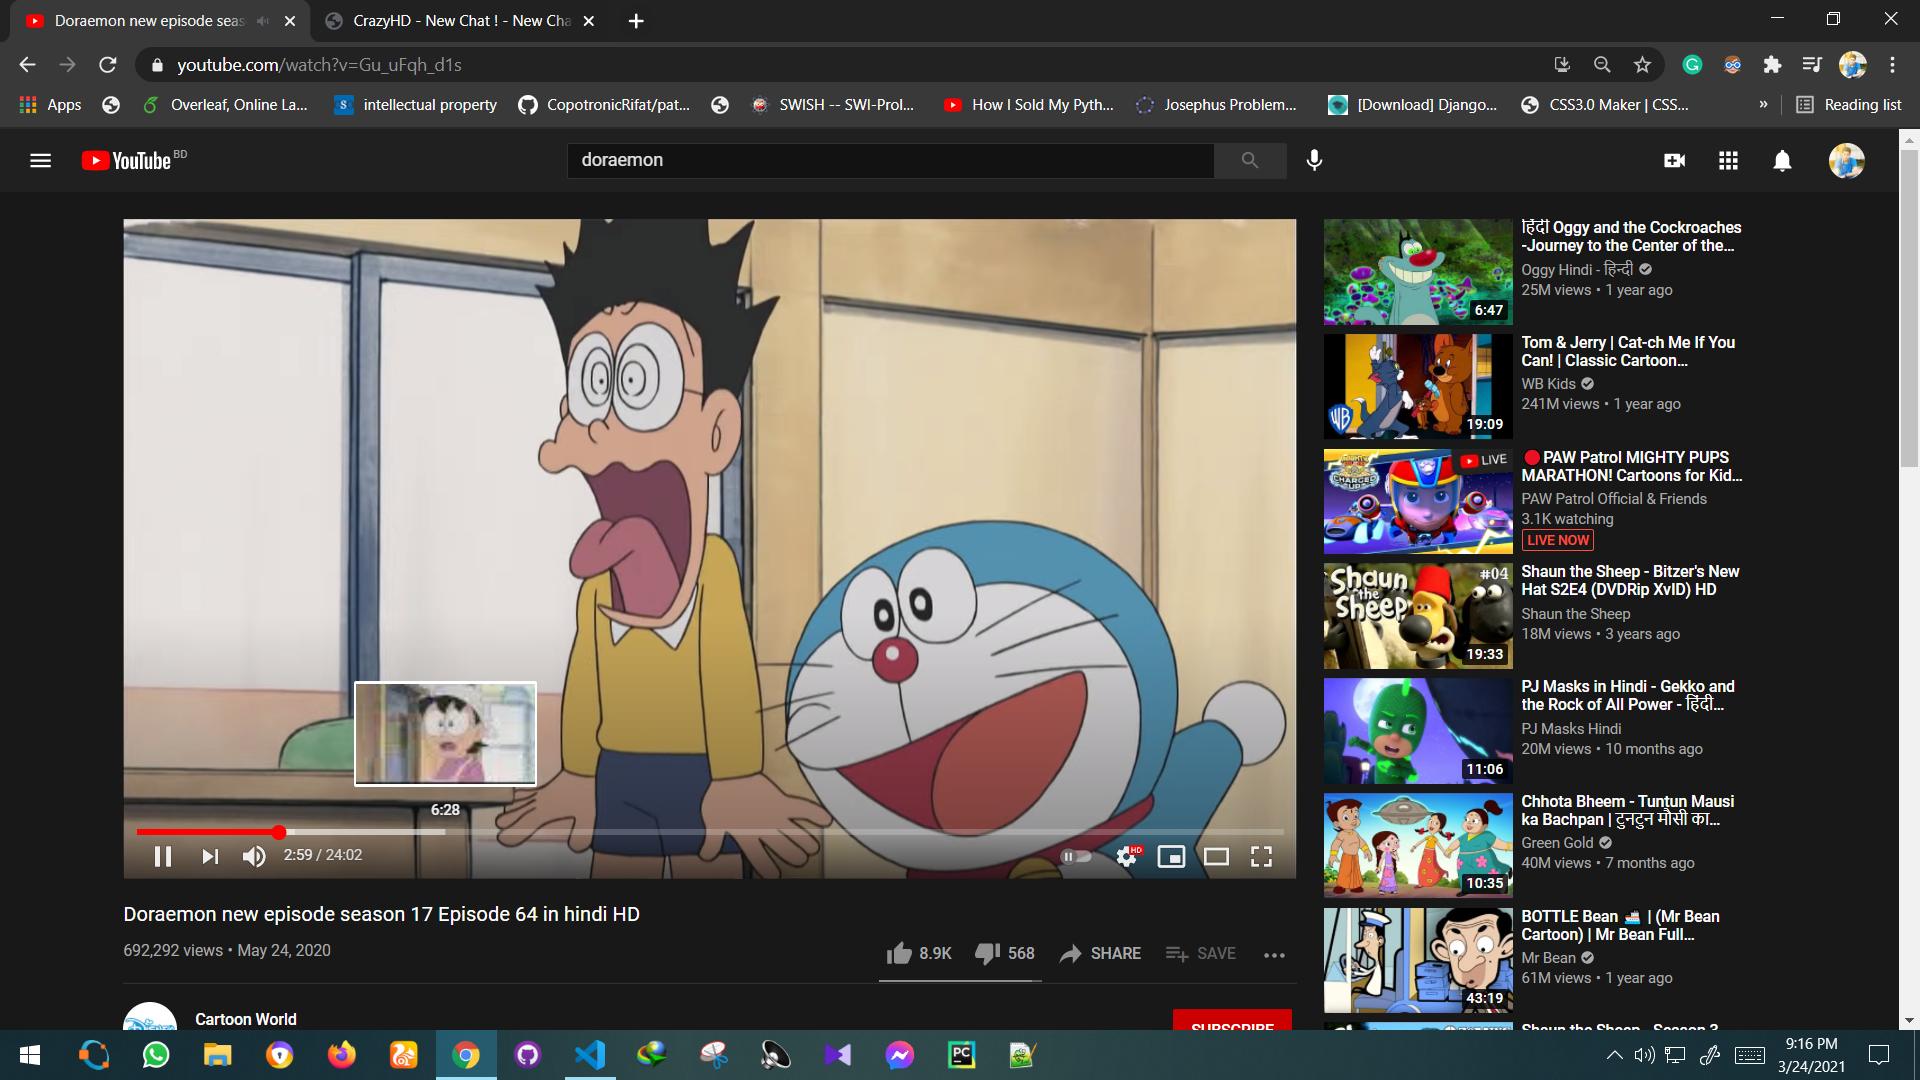 Doraemon new episode seas
CrazyHD - New Chat ! - New Cha
youtube.com/watch?v=Gu_uFqh_d1s
Apps
Overleaf, Online La...
intellectual property
CopotronicRifat/pat...
SWISH -- SWI-Prol...
How I Sold My Pyth...
Josephus Problem...
[Download] Django...
CSS3.0 Maker | CSS...
»
Reading list
YouTube BD
doraemon
6:28
2:59 / 24:02
HD
Doraemon new episode season 17 Episode 64 in hindi HD
692,292 views • May 24, 2020
8.9K
568
SHARE
SAVE
Cartoon World
SUBSCRIBE
हिंदी Oggy and the Cockroaches
-Journey to the Center of the...
Oggy Hindi - हिन्दी
25M views • 1 year ago
6:47
Tom & Jerry | Cat-ch Me If You
Can! | Classic Cartoon...
WB Kids
241M views • 1 year ago
WB
19:09
PAW Patrol MIGHTY PUPS
MARATHON! Cartoons for Kid...
PAW Patrol Official & Friends
3.1K watching
LIVE NOW
LIVE
CHARGED UP
Shaun the Sheep - Bitzer's New
Hat S2E4 (DVDRip XvID) HD
Shaun the Sheep
18M views • 3 years ago
Shaun
the
Sheep
#04
19:33
PJ Masks in Hindi - Gekko and
the Rock of All Power - हिंदी...
PJ Masks Hindi
20M views • 10 months ago
11:06
Chhota Bheem - Tuntun Mausi
ka Bachpan | टुनटुन मौसी का...
Green Gold
40M views • 7 months ago
10:35
BOTTLE Bean | (Mr Bean
Cartoon) | Mr Bean Full...
Mr Bean
61M views • 1 year ago
43:19
Shaun the Sheep - Season 3
PC
9:16 PM
3/24/2021